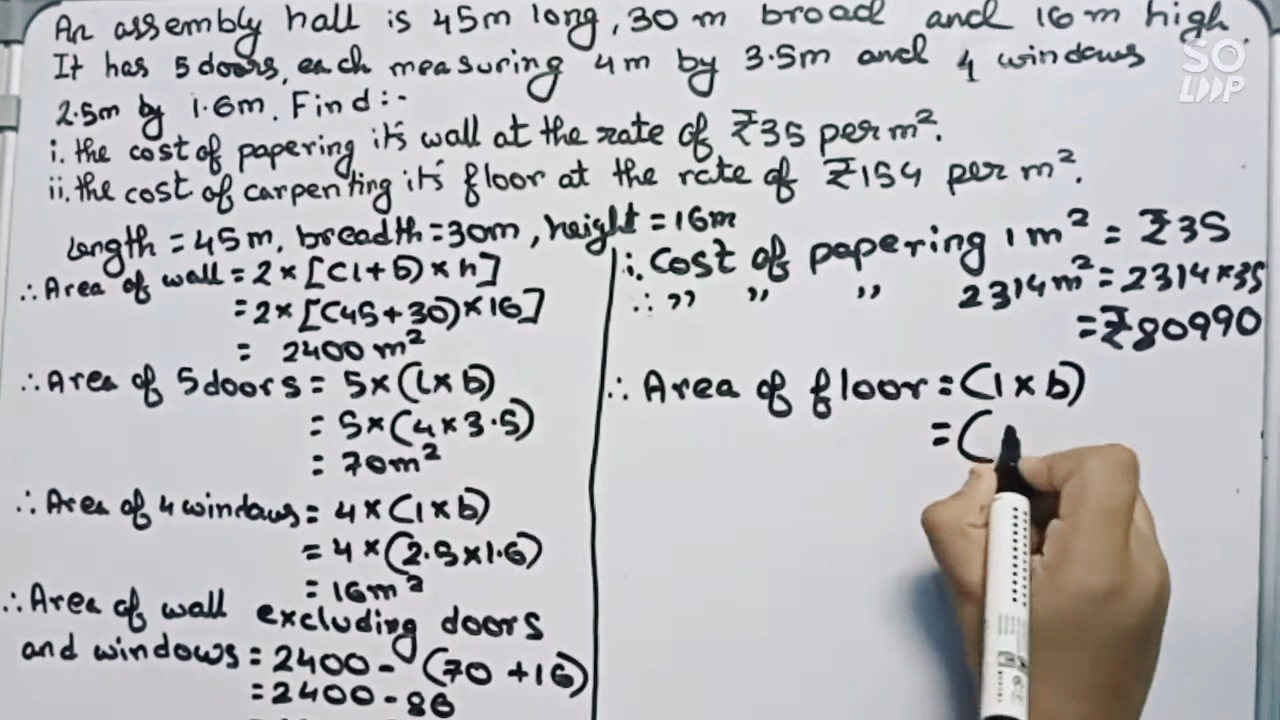 An assembly hall is 45m long, 30 m broad and 16 m high.
It has 5 doors, each measuring 4m by 3.5m and 4 windows
2.5m by 1.6m. Find :-
i. the cost of papering it's wall at the rate of ₹35 per m².
ii. the cost of carpenting it's floor at the rate of ₹154 per m².
Length = 45m, breadth = 30m, height = 16m
∴ Area of wall = 2 × [(l + b) × h]
= 2 × [(45 + 30) × 16]
= 2400 m²
∴ Area of 5 doors = 5 × (l × b)
= 5 × (4 × 3.5)
= 70m²
∴ Area of 4 windows = 4 × (l × b)
= 4 × (2.5 × 1.6)
= 16m²
∴ Area of wall excluding doors
and windows = 2400 - (70 + 16)
= 2400 - 86
i. Cost of papering 1 m² = ₹35
∴ ,, ,, ,, 2314m² = 2314 × 35
= ₹80990
∴ Area of floor = (l × b)
= (
SO
LOOP